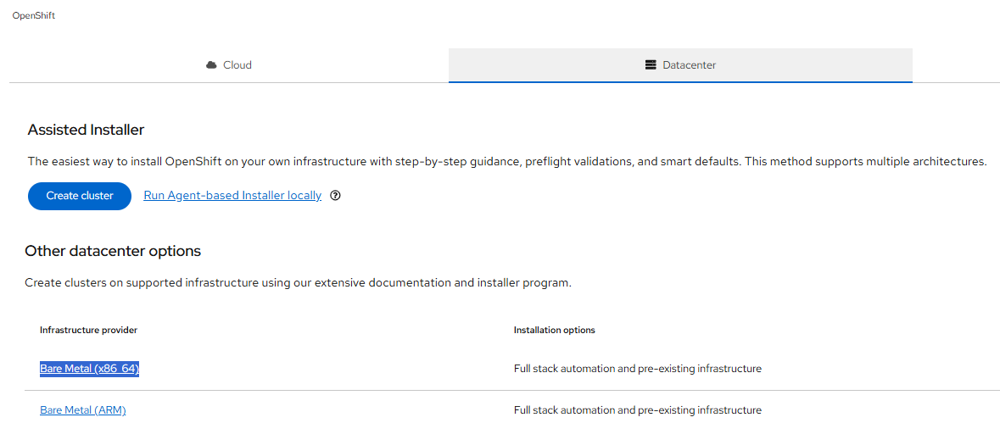 OpenShift
Cloud
Datacenter
Assisted Installer
The easiest way to install OpenShift on your own infrastructure with step-by-step guidance, preflight validations, and smart defaults. This method supports multiple architectures.
Create cluster
Run Agent-based Installer locally
Other datacenter options
Create clusters on supported infrastructure using our extensive documentation and installer program.
Infrastructure provider
Installation options
Bare Metal (x86_64)
Full stack automation and pre-existing infrastructure
Bare Metal (ARM)
Full stack automation and pre-existing infrastructure